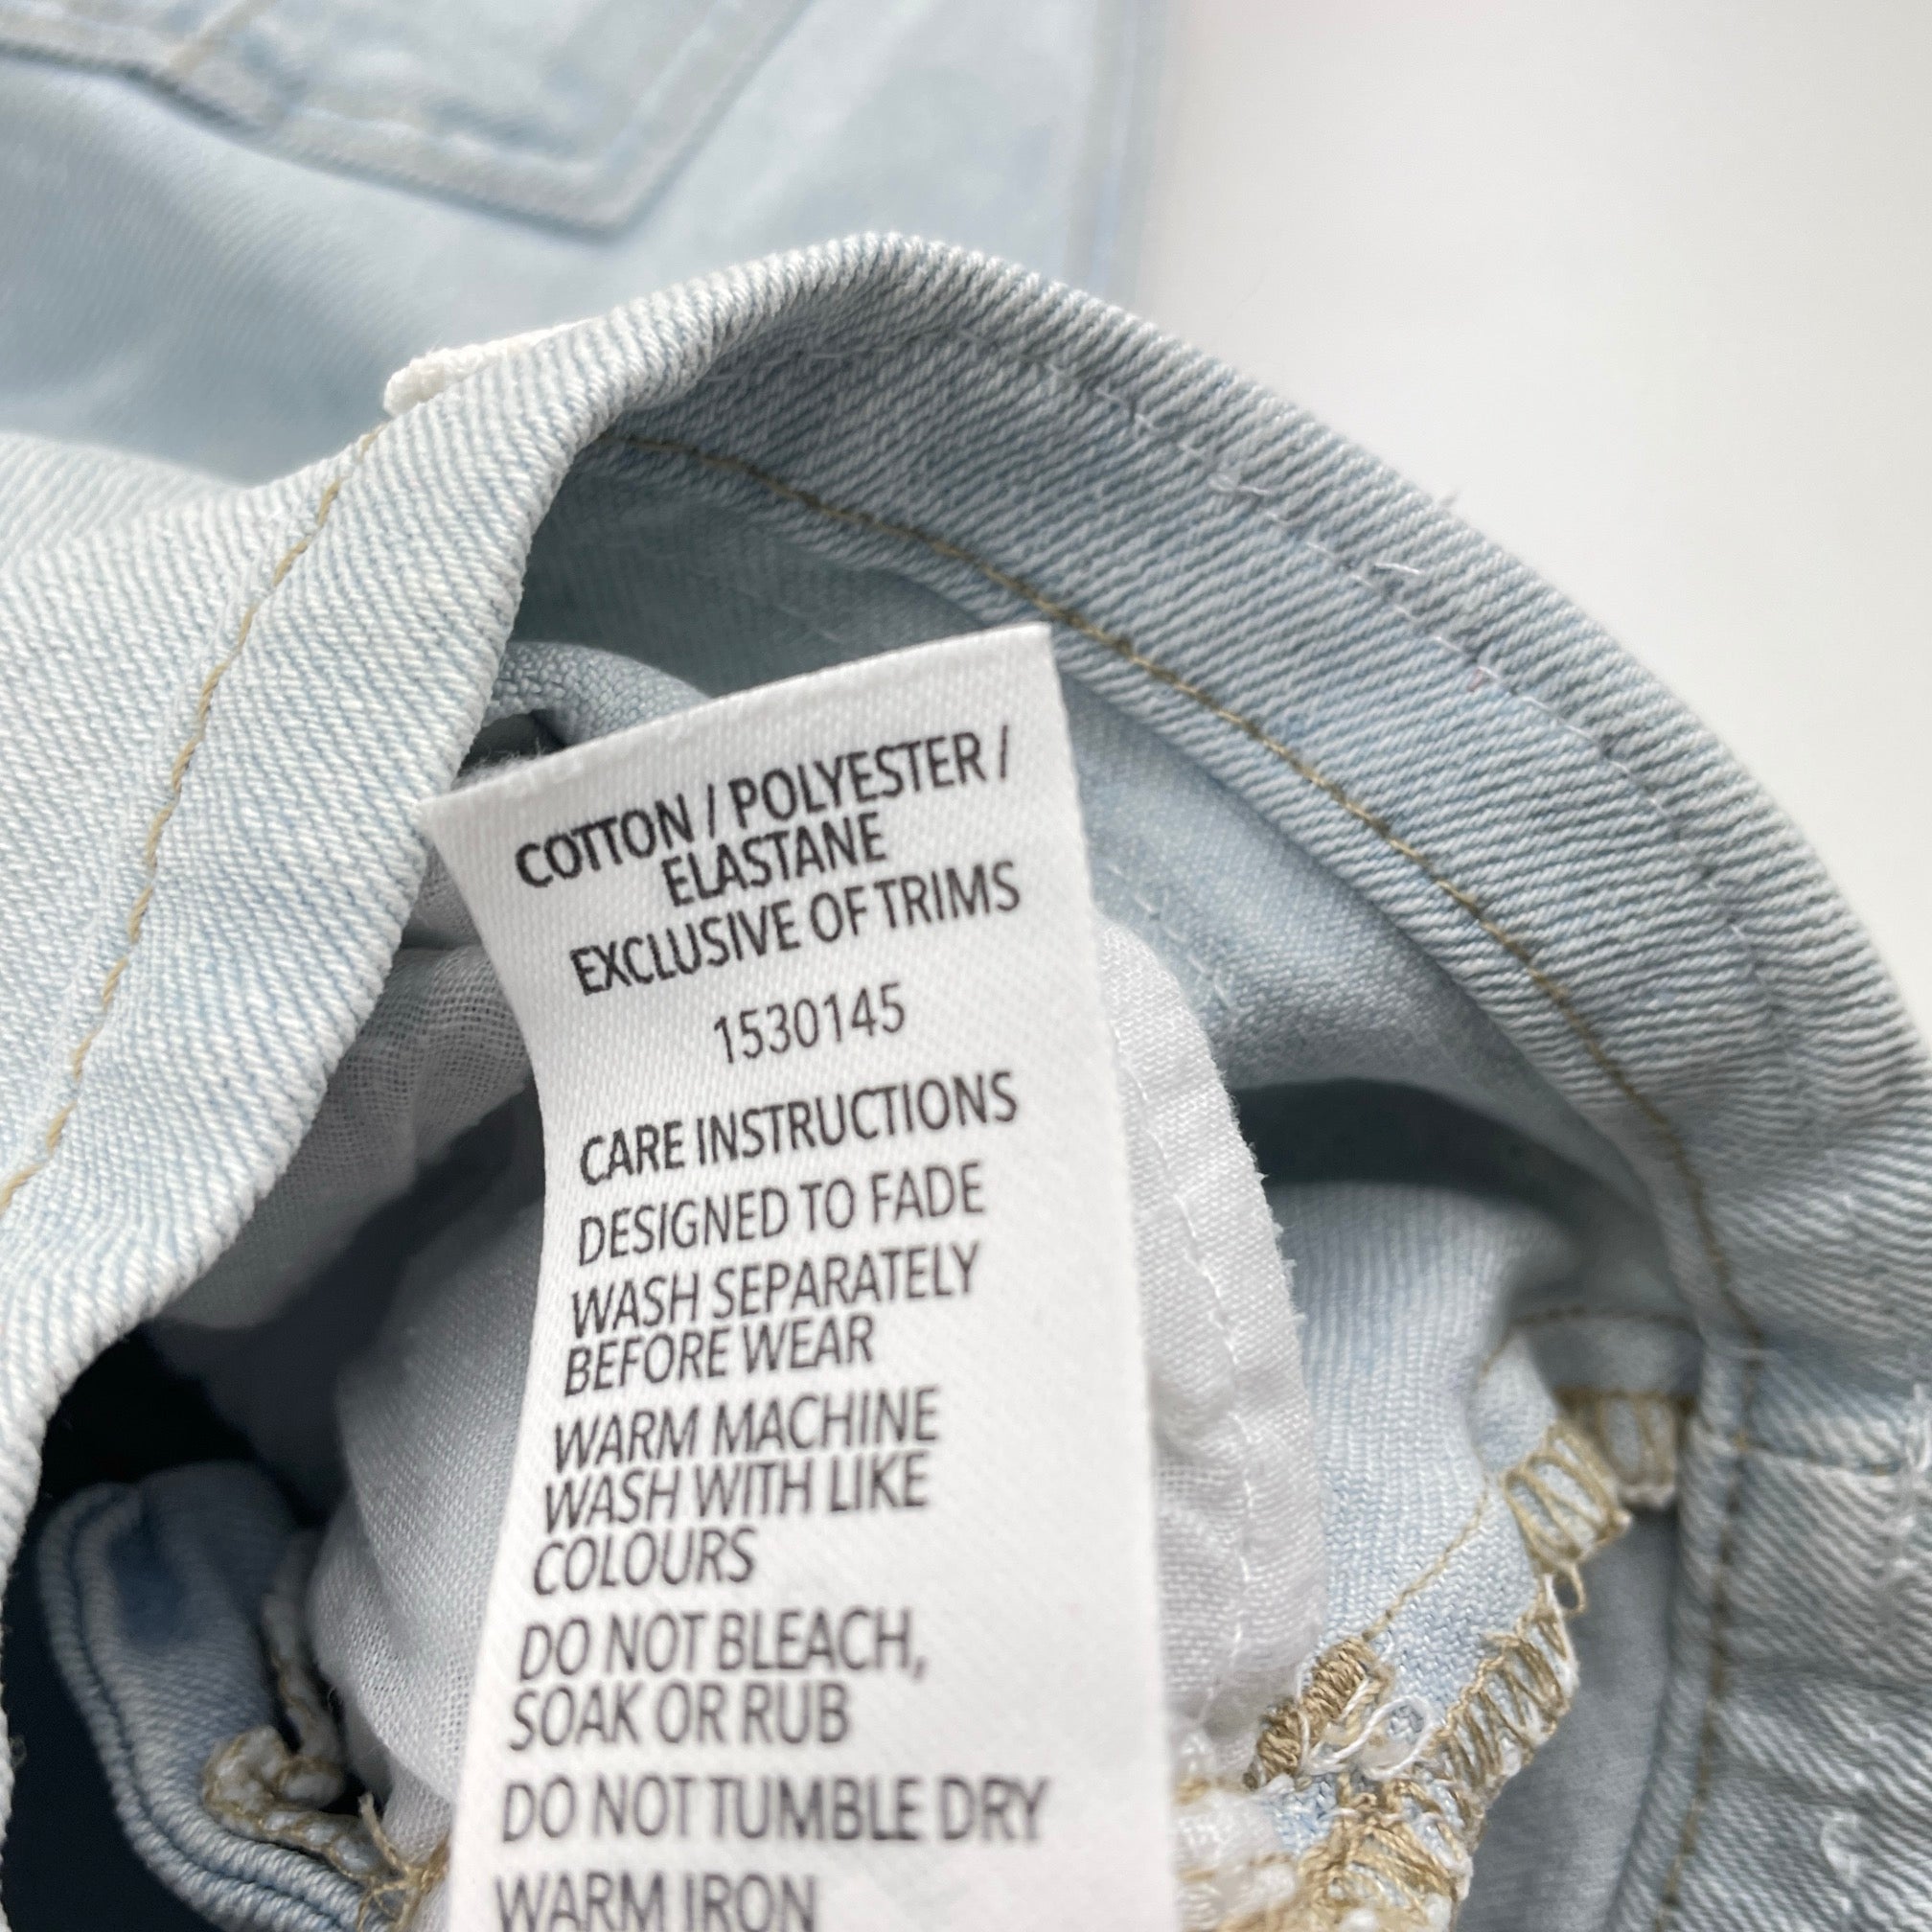 COTTON / POLYESTER /
ELASTANE
EXCLUSIVE OF TRIMS
1530145
CARE INSTRUCTIONS
DESIGNED TO FADE
WASH SEPARATELY
BEFORE WEAR
WARM MACHINE
WASH WITH LIKE
COLOURS
DO NOT BLEACH,
SOAK OR RUB
DO NOT TUMBLE DRY
WARM IRON